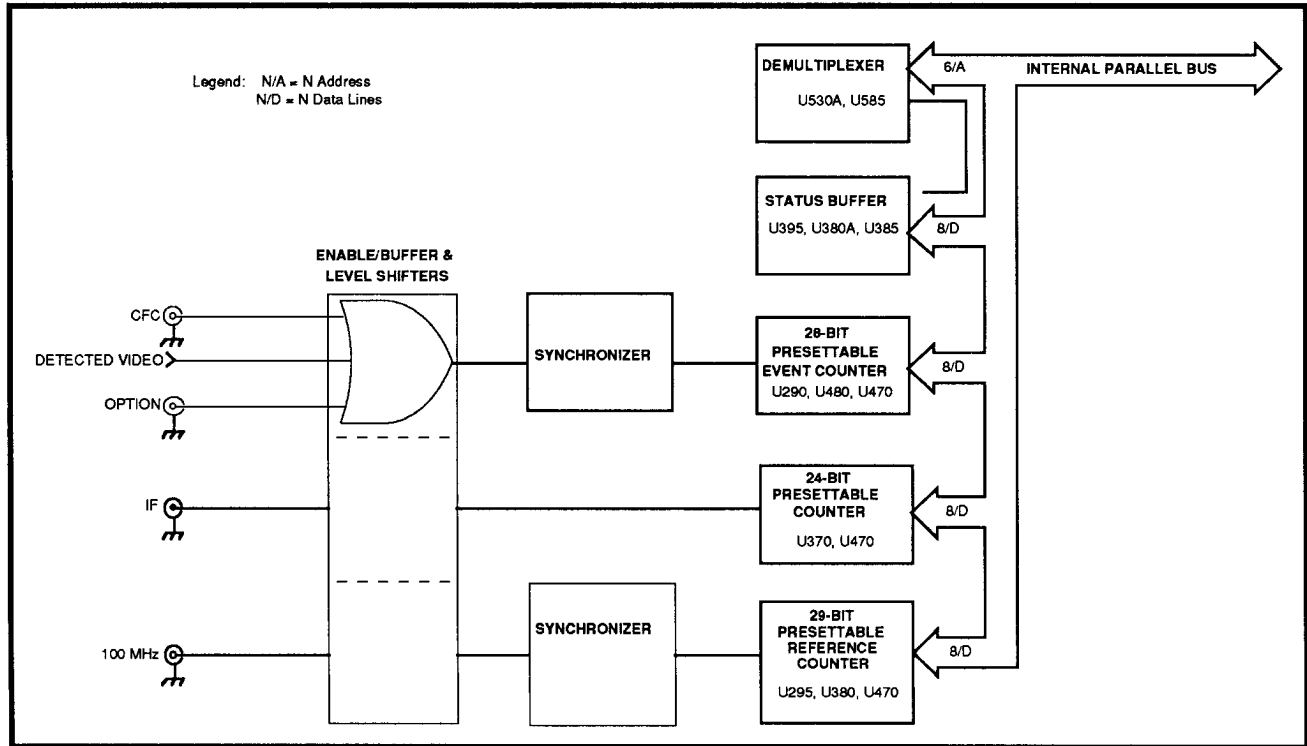 Legend: N/A = N Address
N/D = N Data Lines
DEMULTIPLEXER
U530A, U585
6/A
INTERNAL PARALLEL BUS
STATUS BUFFER
U395, U380A, U385
8/D
ENABLE/BUFFER &
LEVEL SHIFTERS
CFC
DETECTED VIDEO
OPTION
SYNCHRONIZER
28-BIT
PRESETTABLE
EVENT COUNTER
U290, U480, U470
8/D
IF
24-BIT
PRESETTABLE
COUNTER
U370, U470
8/D
100 MHz
SYNCHRONIZER
29-BIT
PRESETTABLE
REFERENCE
COUNTER
U295, U380, U470
8/D